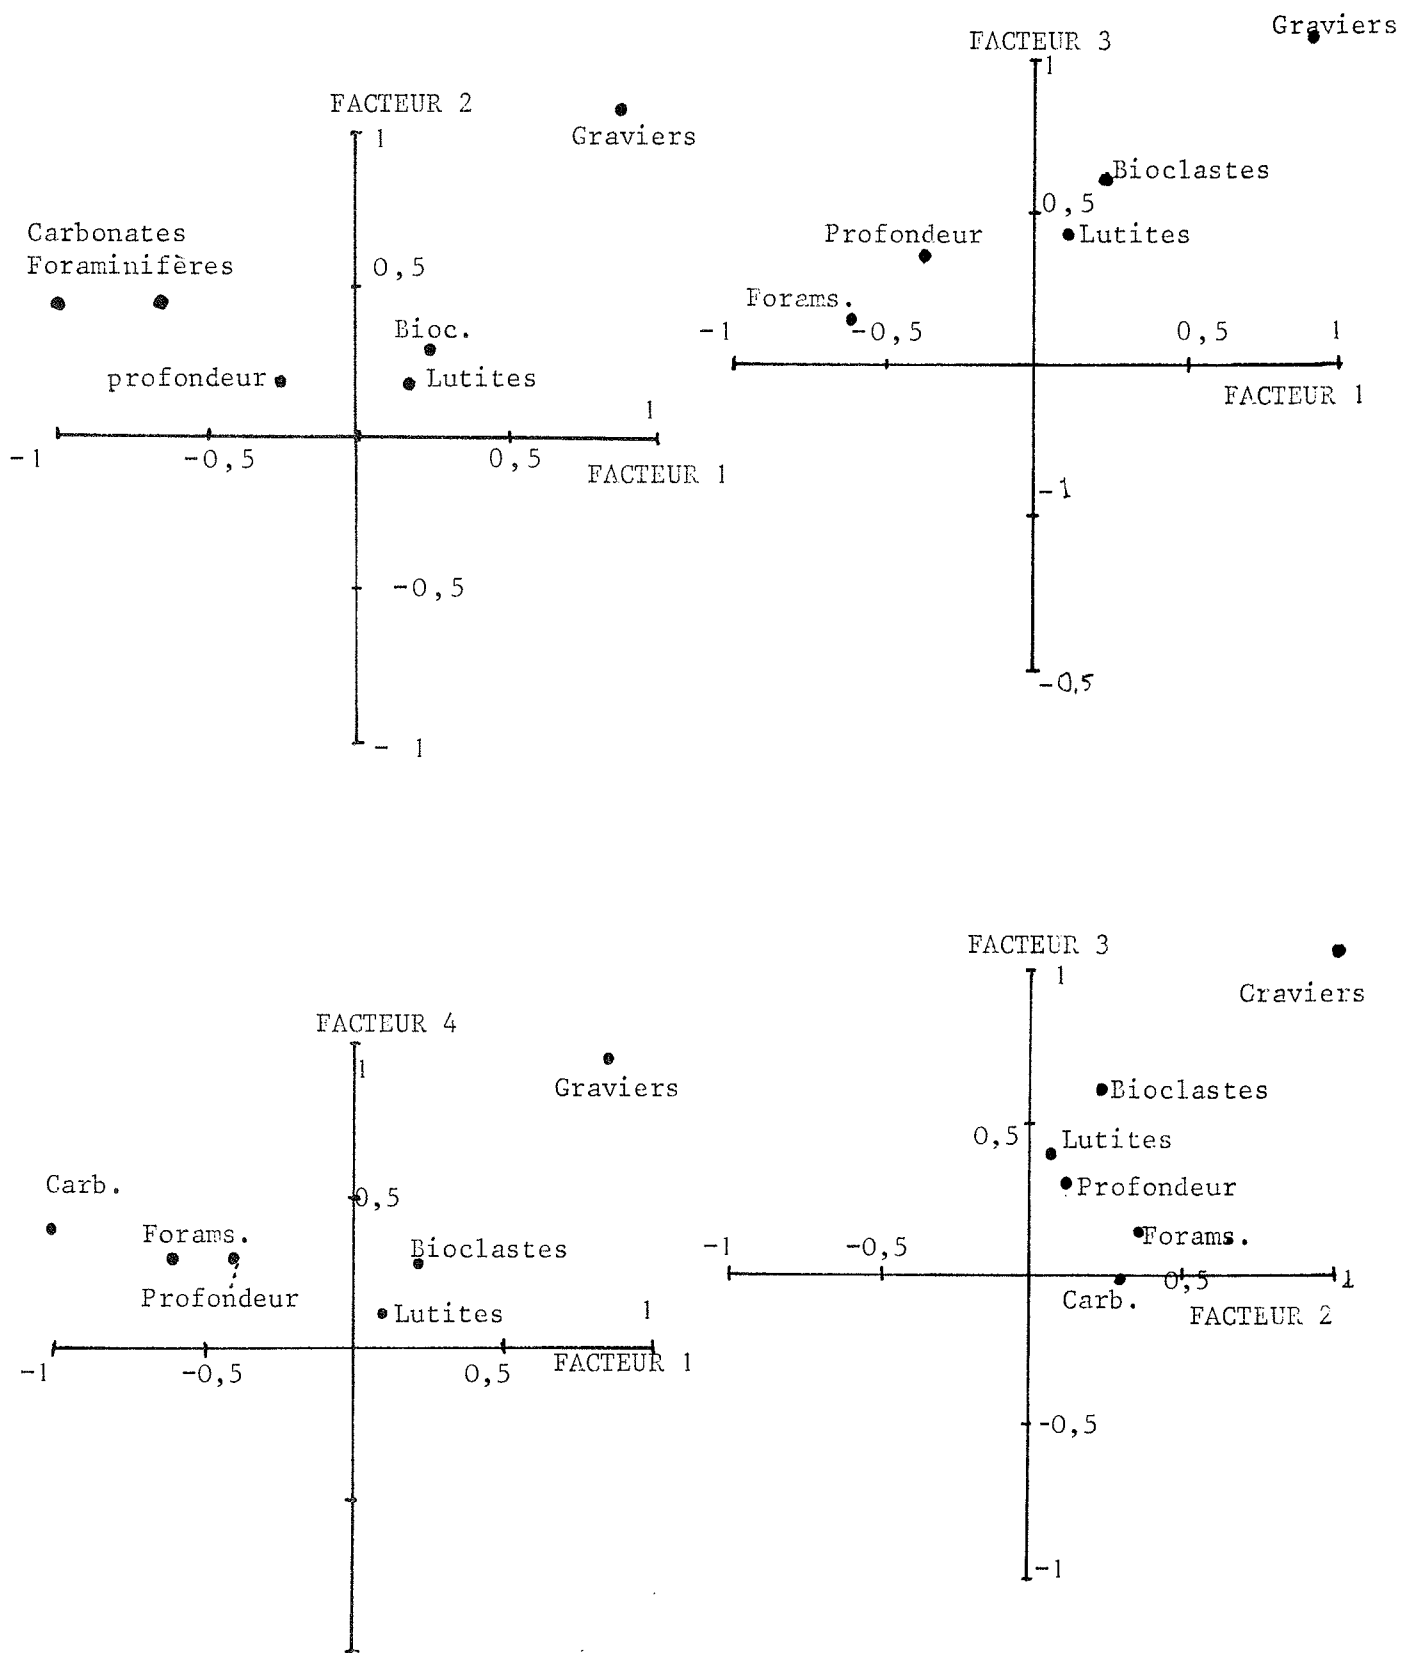 FACTEUR 2
1
Graviers
Carbonates
Foraminifères
0,5
Bioc.
profondeur
Lutites
1
-1
-0,5
0,5
FACTEUR 1
-0,5
- 1
Graviers
FACTEUR 3
1
Bioclastes
0,5
Profondeur
Lutites
Forams.
-1
-0,5
0,5
1
FACTEUR 1
-1
-0,5
FACTEUR 4
1
Graviers
Carb.
0,5
Forams.
Bioclastes
Profondeur
Lutites
1
-1
-0,5
0,5
FACTEUR 1
FACTEUR 3
1
Craviers
Bioclastes
0,5
Lutites
Profondeur
Forams.
-1
-0,5
0,5
1
Carb.
FACTEUR 2
-0,5
-1